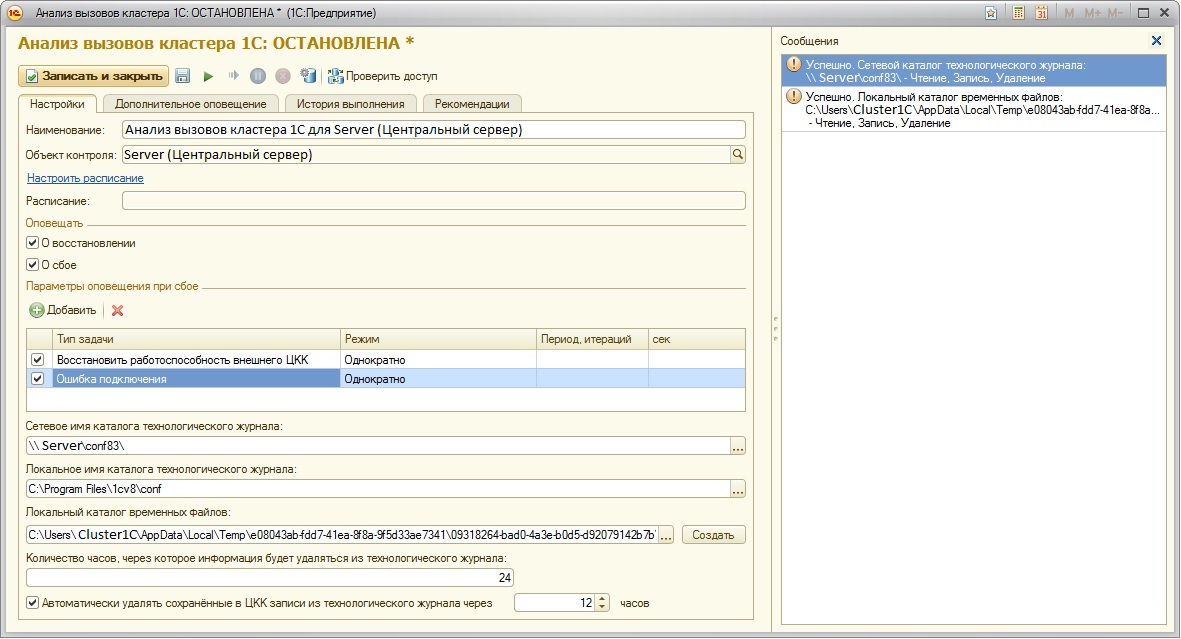 Анализ вызовов кластера 1С: ОСТАНОВЛЕНА * (1С:Предприятие)
M M+ M-
Анализ вызовов кластера 1С: ОСТАНОВЛЕНА *
Записать и закрыть Проверить доступ
Настройки Дополнительное оповещение История выполнения Рекомендации
Наименование: Анализ вызовов кластера 1С для Server (Центральный сервер)
Объект контроля: Server (Центральный сервер)
Настроить расписание
Расписание:
Оповещать
О восстановлении
О сбое
Параметры оповещения при сбое
Добавить
Тип задачи Режим Период, итераций сек
Восстановить работоспособность внешнего ЦКК Однократно
Ошибка подключения Однократно
Сетевое имя каталога технологического журнала:
\\ Server\conf83\
...
Локальное имя каталога технологического журнала:
C:\Program Files\1cv8\conf
...
Локальный каталог временных файлов:
C:\Users\ Cluster1C\AppData\Local\Temp\e08043ab-fdd7-41ea-8f8a-9f5d33ae7341\09318264-bad0-4a3e-b0d5-d92079142b7b\
... Создать
Количество часов, через которое информация будет удаляться из технологического журнала:
24
Автоматически удалять сохранённые в ЦКК записи из технологического журнала через 12 часов
Сообщения
Успешно. Сетевой каталог технологического журнала:
\\ Server\conf83\ - Чтение, Запись, Удаление
Успешно. Локальный каталог временных файлов:
C:\Users\Cluster1C\AppData\Local\Temp\e08043ab-fdd7-41ea-8f8a...
- Чтение, Запись, Удаление